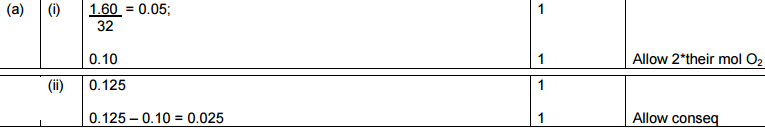 (a) (i) 1.60 = 0.05; 1
32
0.10 1 Allow 2*their mol O2
(ii) 0.125 1
0.125 – 0.10 = 0.025 1 Allow conseq